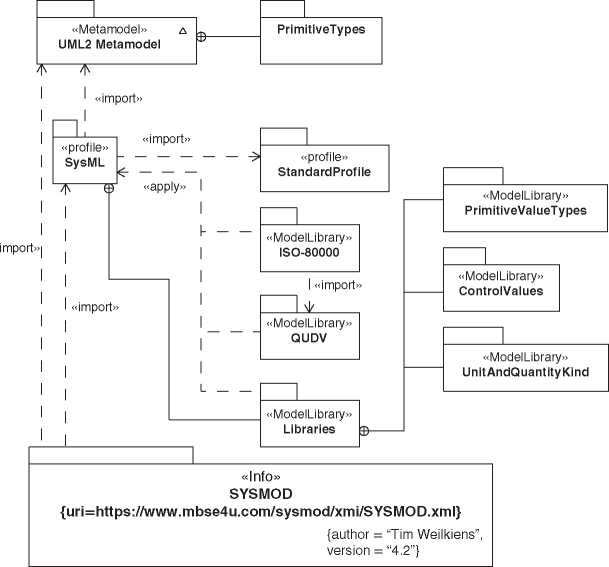 «Metamodel»
UML2 Metamodel
PrimitiveTypes
«import»
«profile»
SysML
«import»
«profile»
StandardProfile
«apply»
«ModelLibrary»
PrimitiveValueTypes
«ModelLibrary»
ISO-80000
«import»
«import»
«ModelLibrary»
ControlValues
«import»
«ModelLibrary»
QUDV
«ModelLibrary»
UnitAndQuantityKind
«ModelLibrary»
Libraries
«Info»
SYSMOD
{uri=https://www.mbse4u.com/sysmod/xmi/SYSMOD.xml}
{author = “Tim Weilkiens”,
version = “4.2”}